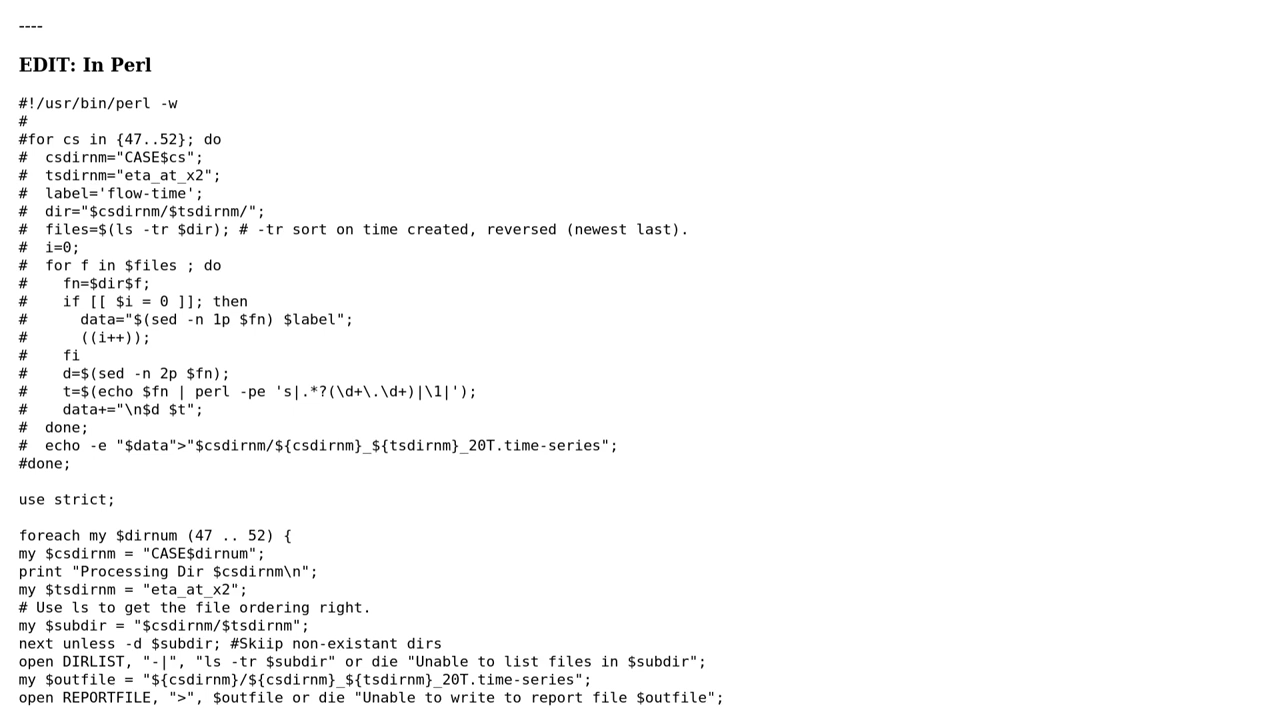 ----
EDIT: In Perl
#!/usr/bin/perl -w
#
#for cs in {47..52}; do
#  csdirnm="CASE$cs";
#  tsdirnm="eta_at_x2";
#  label='flow-time';
#  dir="$csdirnm/$tsdirnm/";
#  files=$(ls -tr $dir); # -tr sort on time created, reversed (newest last).
#  i=0;
#  for f in $files ; do
#    fn=$dir$f;
#    if [[ $i = 0 ]]; then
#      data="$(sed -n 1p $fn) $label";
#      ((i++));
#    fi
#    d=$(sed -n 2p $fn);
#    t=$(echo $fn | perl -pe 's|.*?(\d+\.\d+)|\1|');
#    data+="\n$d $t";
#  done;
#  echo -e "$data">"$csdirnm/${csdirnm}_${tsdirnm}_20T.time-series";
#done;
use strict;
foreach my $dirnum (47 .. 52) {
my $csdirnm = "CASE$dirnum";
print "Processing Dir $csdirnm\n";
my $tsdirnm = "eta_at_x2";
# Use ls to get the file ordering right.
my $subdir = "$csdirnm/$tsdirnm";
next unless -d $subdir; #Skiip non-existant dirs
open DIRLIST, "-|", "ls -tr $subdir" or die "Unable to list files in $subdir";
my $outfile = "${csdirnm}/${csdirnm}_${tsdirnm}_20T.time-series";
open REPORTFILE, ">", $outfile or die "Unable to write to report file $outfile";